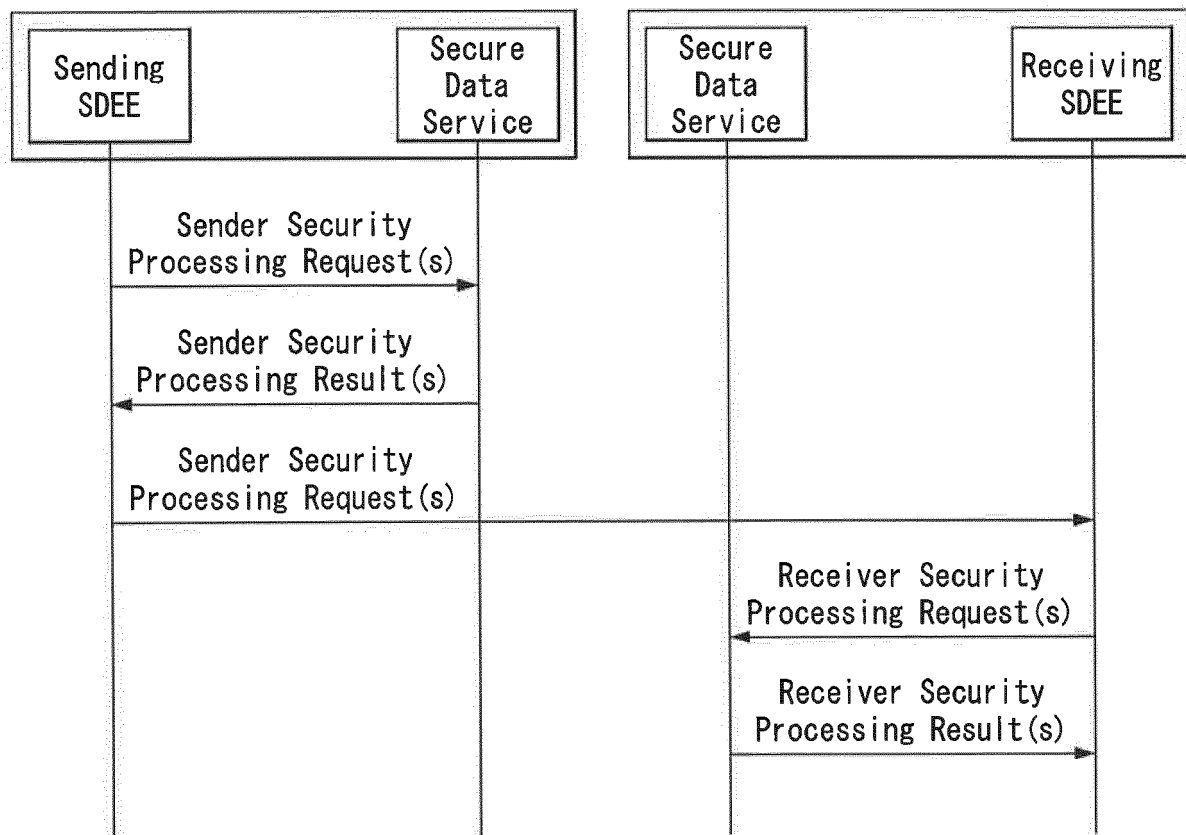 Sending
SDEE
Secure
Data
Service
Secure
Data
Service
Receiving
SDEE
Sender Security
Processing Request(s)
Sender Security
Processing Result(s)
Sender Security
Processing Request(s)
Receiver Security
Processing Request(s)
Receiver Security
Processing Result(s)